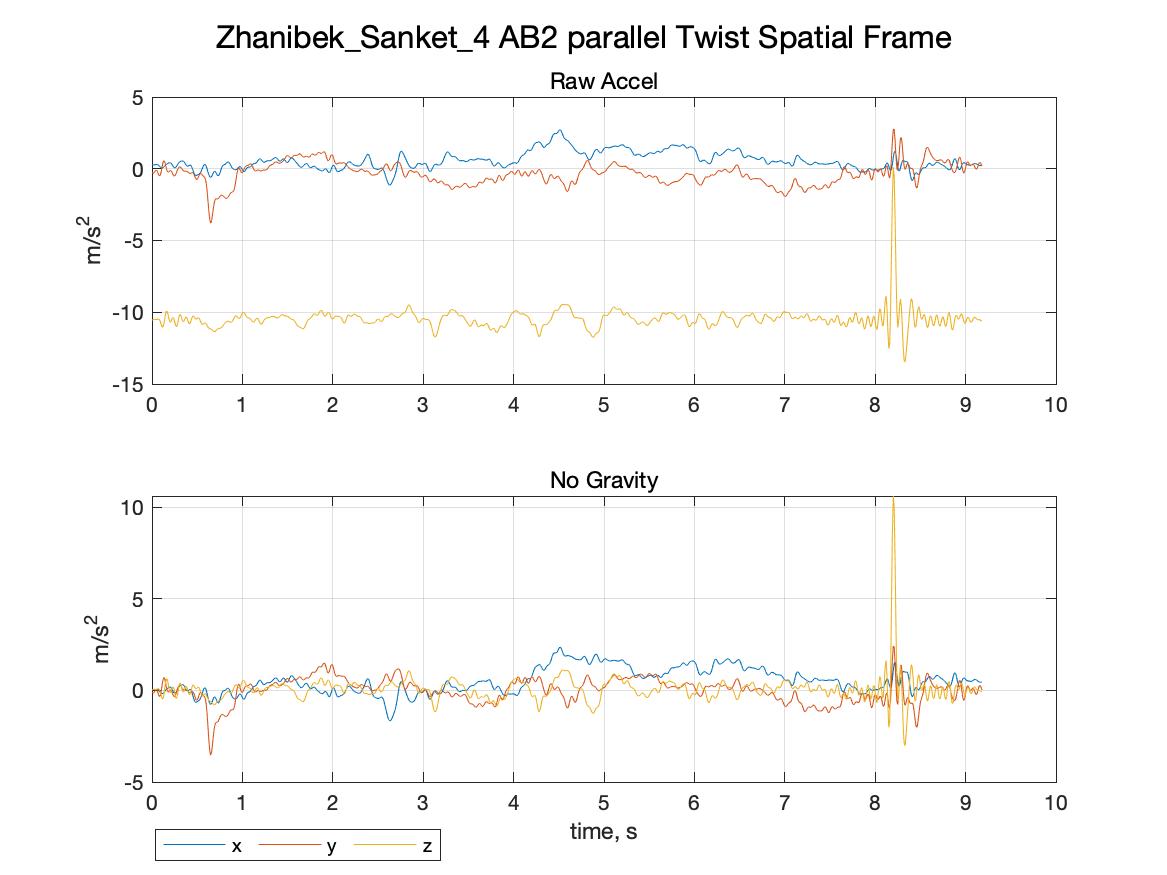 Zhanibek_Sanket_4 AB2 parallel Twist Spatial Frame
Raw Accel
5
0
-5
-10
-15
m/s²
0 1 2 3 4 5 6 7 8 9 10
No Gravity
10
5
0
-5
m/s²
0 1 2 3 4 5 6 7 8 9 10
time, s
x y z